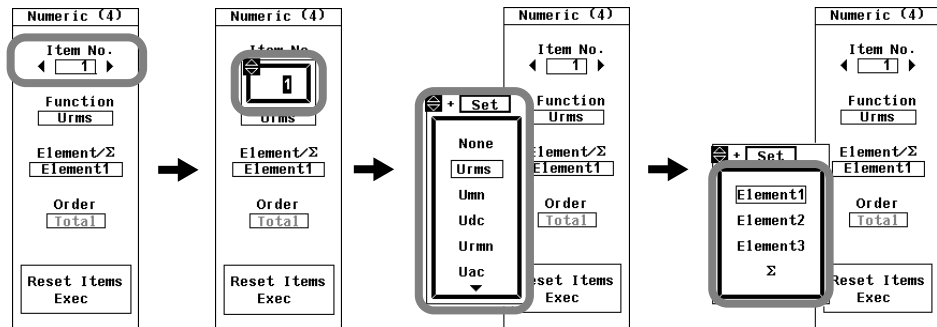 Numeric (4)
Item No.
1
Function
Urms
Element/Σ
Element1
Order
Total
Reset Items
Exec
Numeric (4)
Item No.
1
Urms
Element/Σ
Element1
Order
Total
Reset Items
Exec
Numeric (4)
Item No.
1
+ Set
None
Urms
Umn
Udc
Urmn
Uac
Function
Urms
Element/Σ
Element1
Order
Total
Reset Items
Exec
Numeric (4)
Item No.
1
Function
Urms
+ Set
Element1
Element2
Element3
Σ
Element/Σ
Element1
Order
Total
Reset Items
Exec